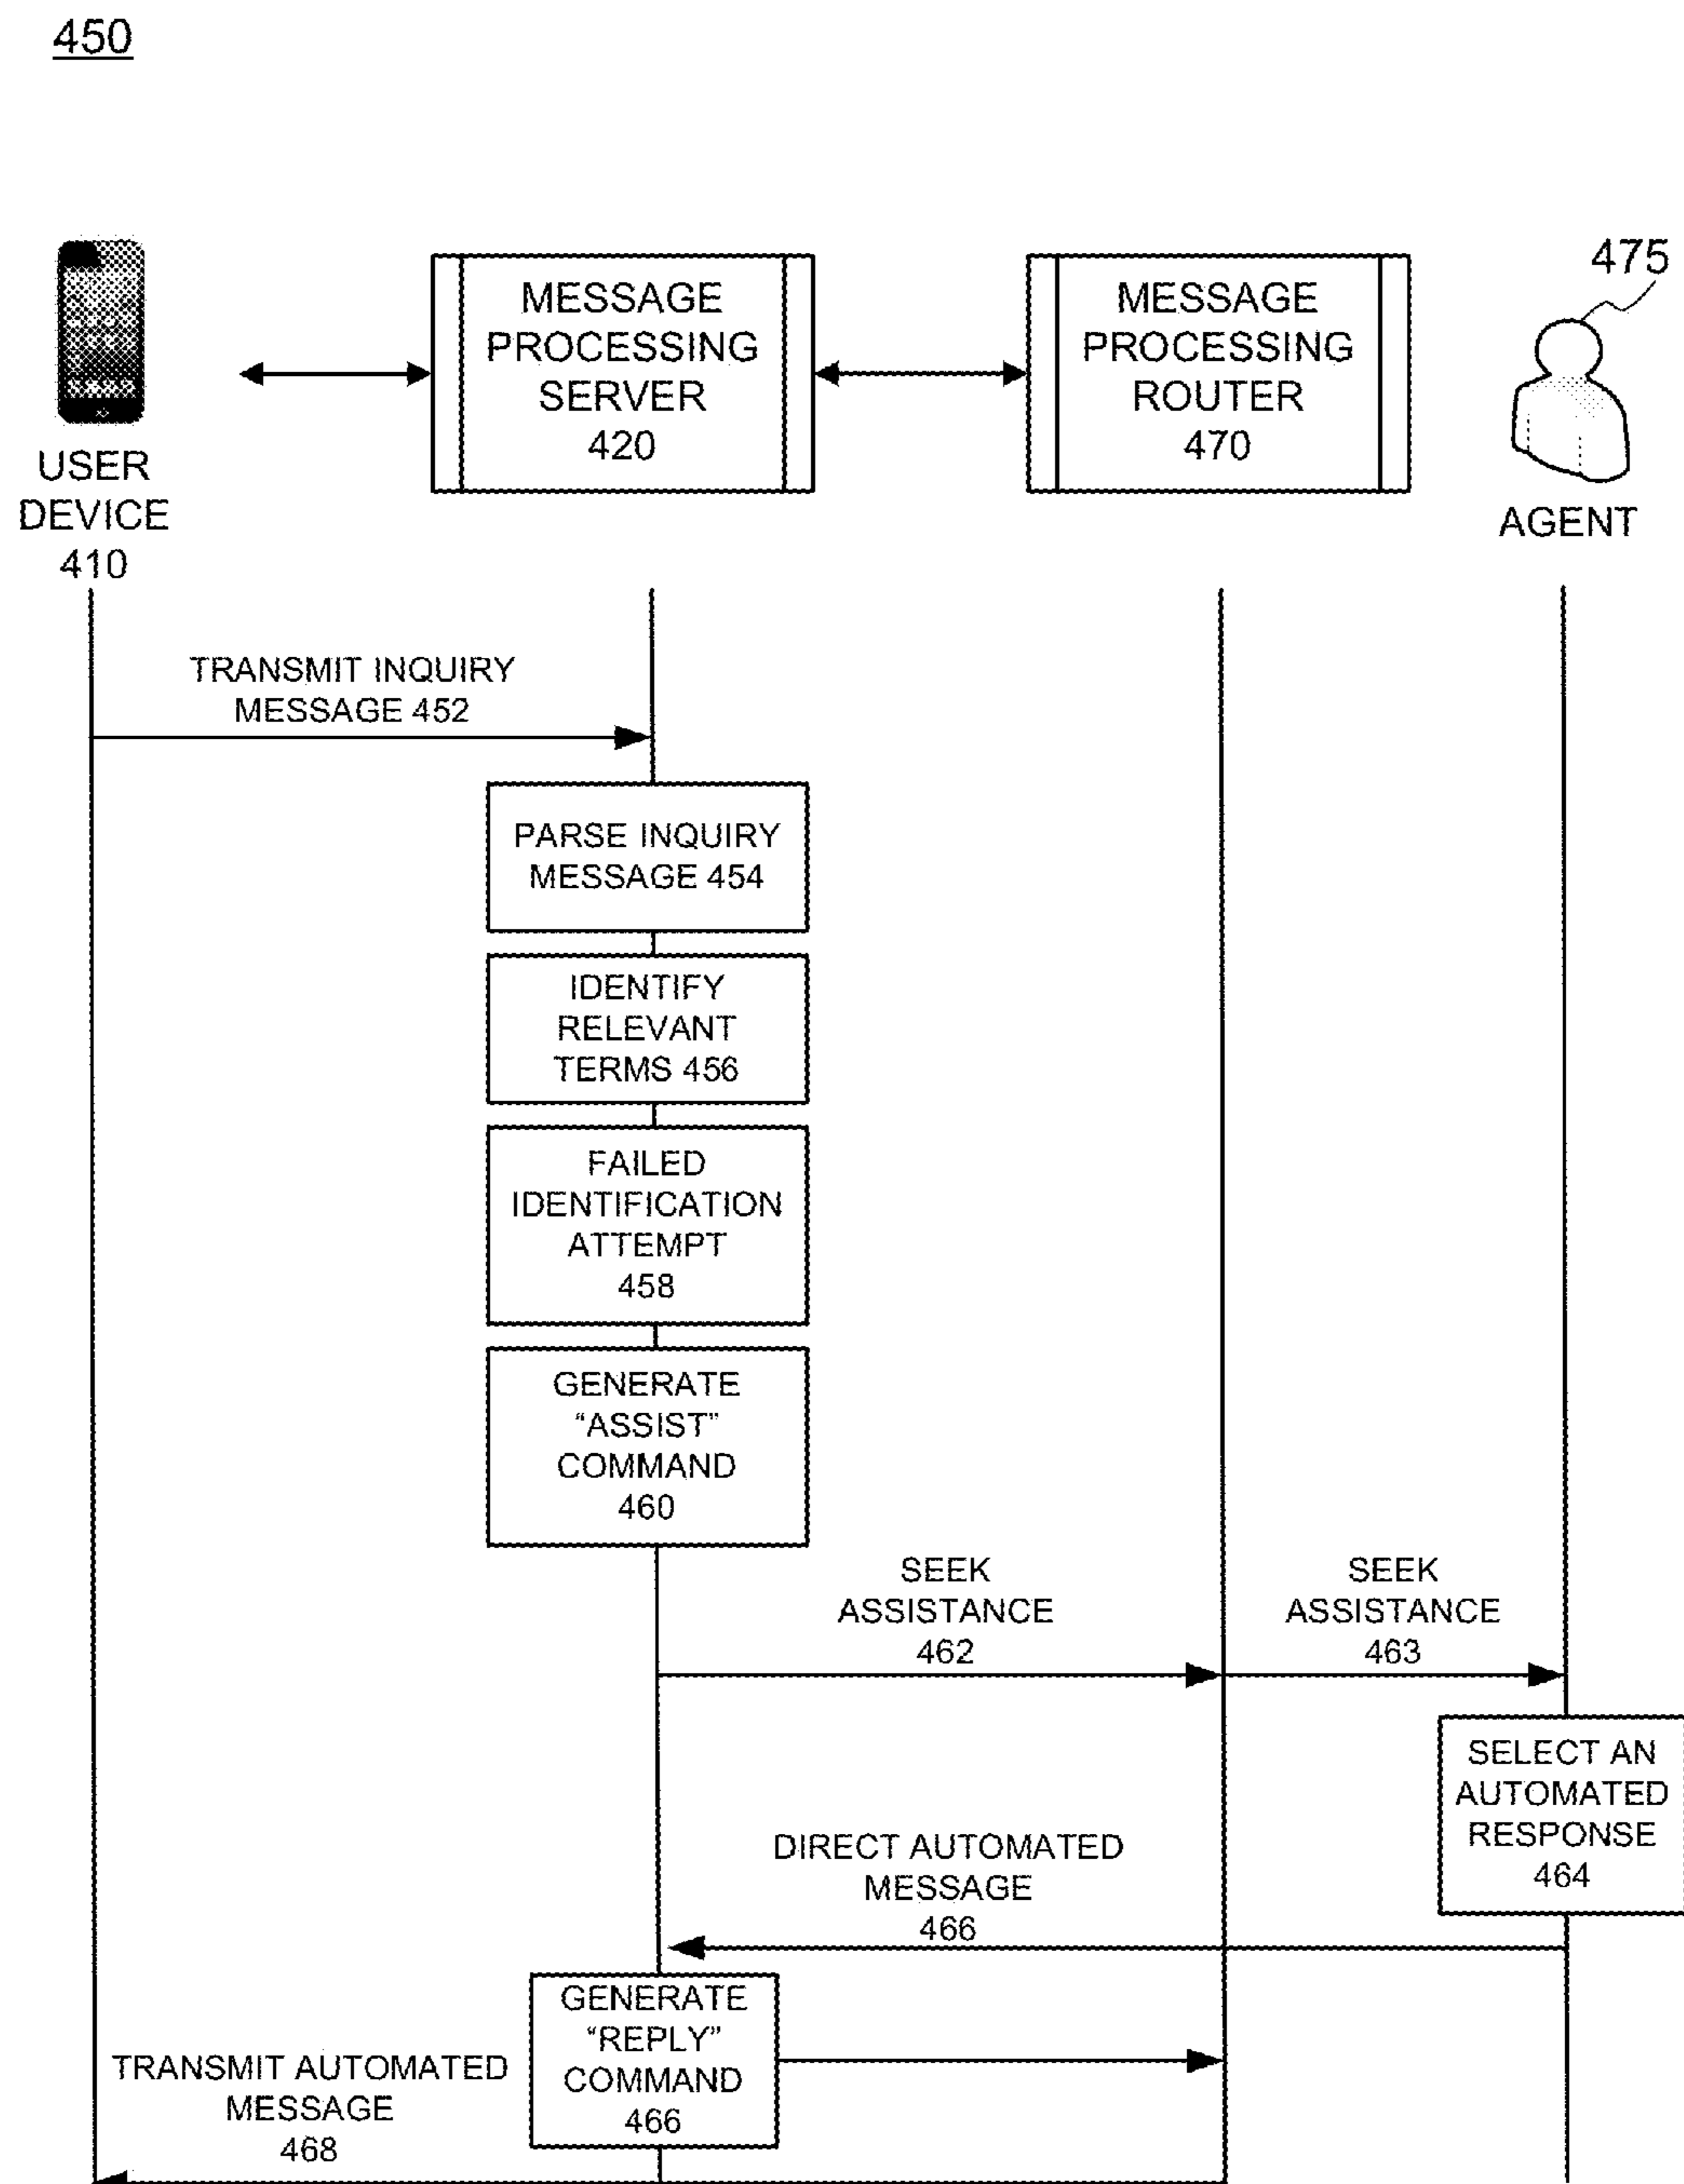 450
475
MESSAGE
PROCESSING
SERVER
420
MESSAGE
PROCESSING
ROUTER
470
USER
DEVICE
410
AGENT
TRANSMIT INQUIRY
MESSAGE 452
PARSE INQUIRY
MESSAGE 454
IDENTIFY
RELEVANT
TERMS 456
FAILED
IDENTIFICATION
ATTEMPT
458
GENERATE
“ASSIST”
COMMAND
460
SEEK
ASSISTANCE
462
SEEK
ASSISTANCE
463
SELECT AN
AUTOMATED
RESPONSE
464
DIRECT AUTOMATED
MESSAGE
466
GENERATE
“REPLY”
COMMAND
466
TRANSMIT AUTOMATED
MESSAGE
468